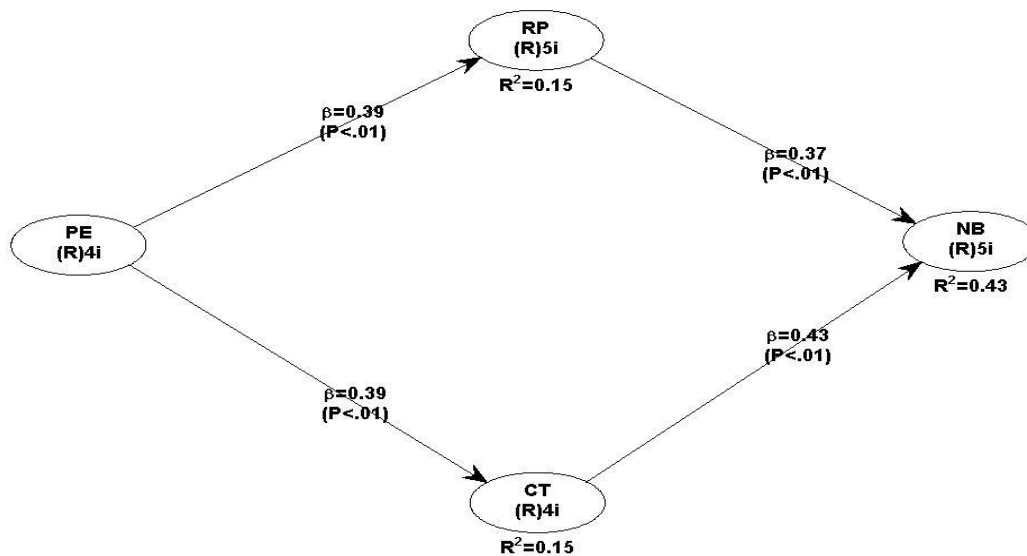 RP
(R)5i
R²=0.15
β=0.39
(P<.01)
β=0.37
(P<.01)
PE
(R)4i
NB
(R)5i
R²=0.43
β=0.43
(P<.01)
β=0.39
(P<.01)
CT
(R)4i
R²=0.15